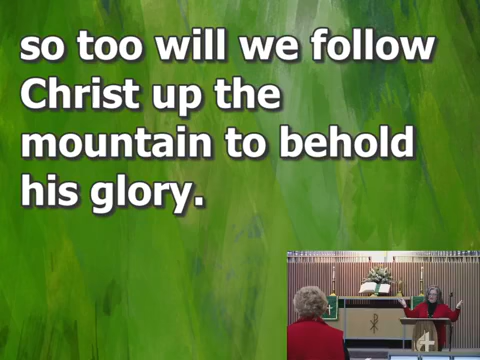 so too will we follow
Christ up the
mountain to behold
his glory.